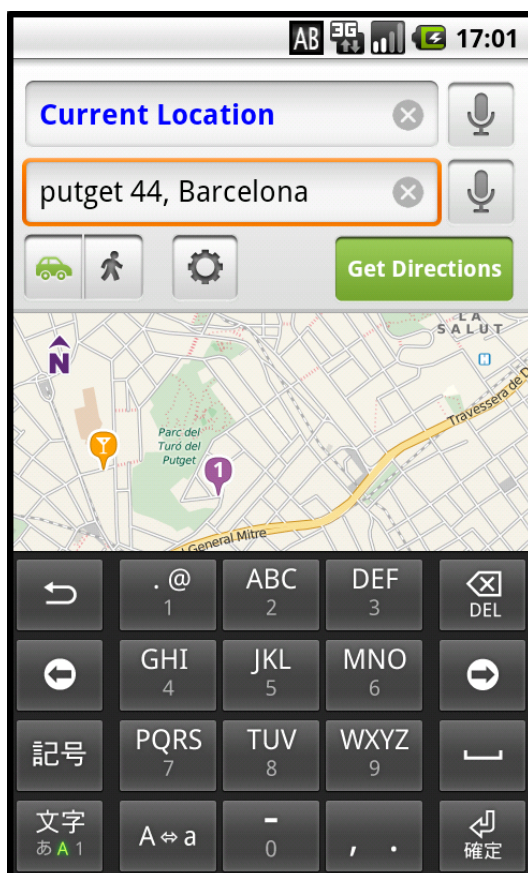 AB 3G 17:01
Current Location
putget 44, Barcelona
Get Directions
LA
SALUT
N
H
Travessera de D
Parc del
Turó del
Putget
1
l General Mitre
. @ ABC DEF
1 2 3 DEL
GHI JKL MNO
4 5 6
記号 PQRS TUV WXYZ
7 8 9
文字 A⇔a - , .
あA1 0 確定